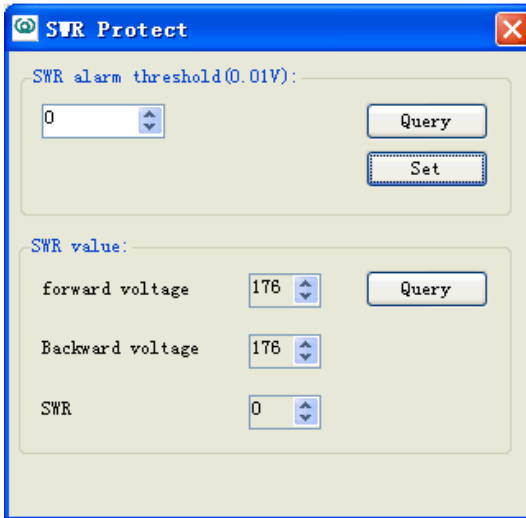 SWR Protect
SWR alarm threshold(0.01V):
0
Query
Set
SWR value:
forward voltage 176 Query
Backward voltage 176
SWR 0